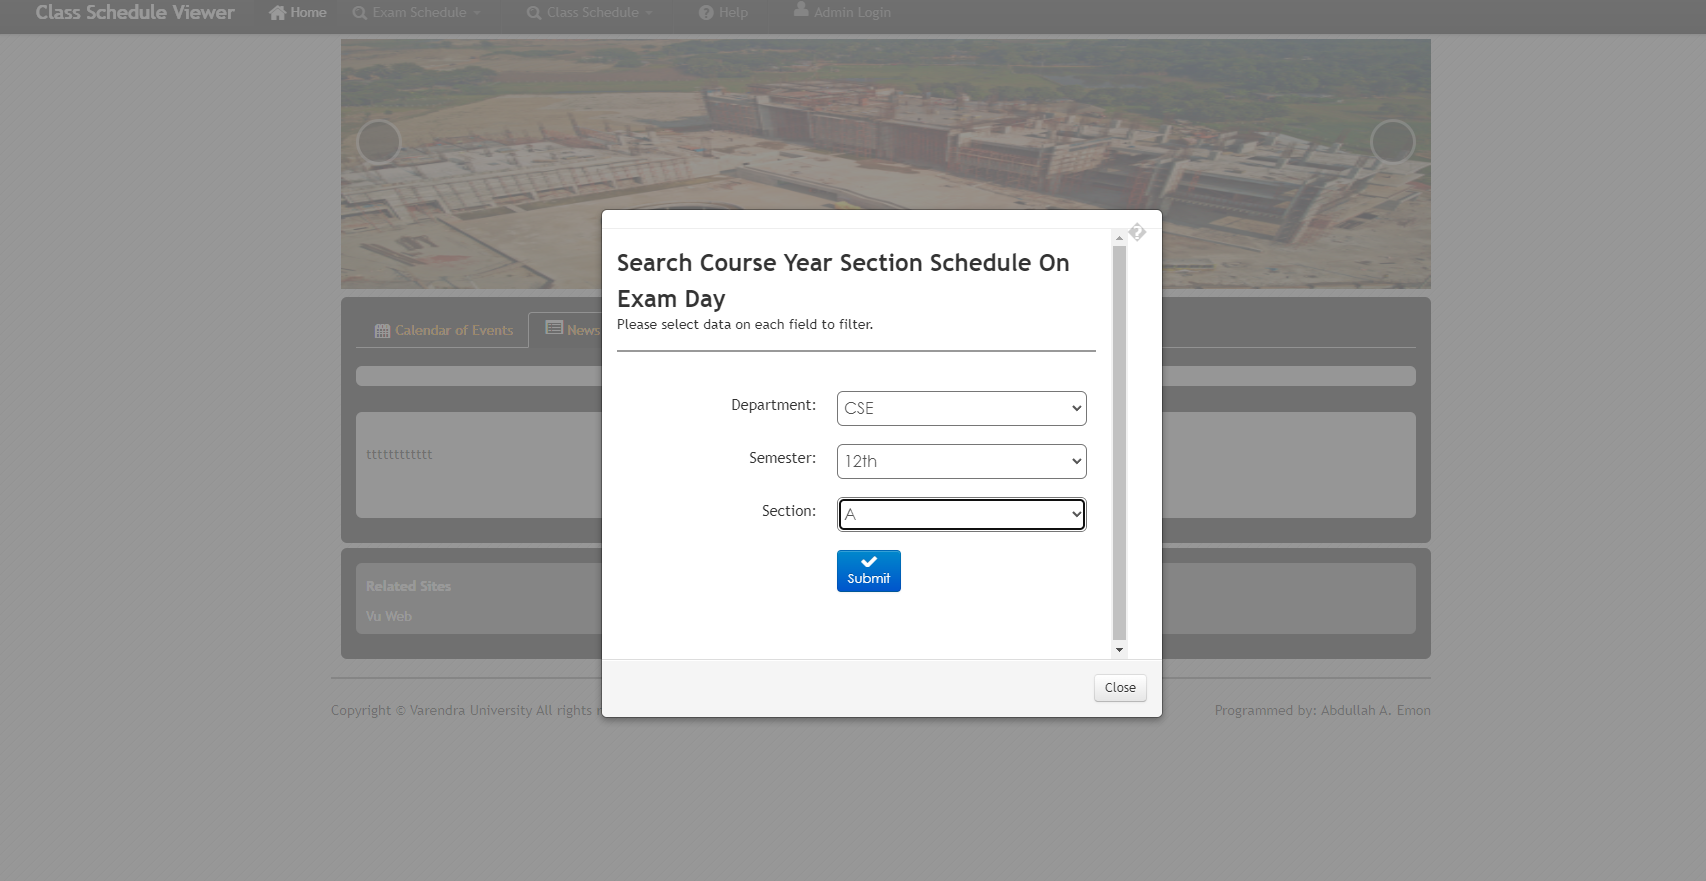 Class Schedule Viewer Home Exam Schedule Class Schedule Help Admin Login
Search Course Year Section Schedule On
Exam Day
Please select data on each field to filter.
Calendar of Events News
Department: CSE
Semester: 12th
tttttttttttt
Section: A
Submit
Related Sites
Vu Web
Close
Copyright © Varendra University All rights
Programmed by: Abdullah A. Emon